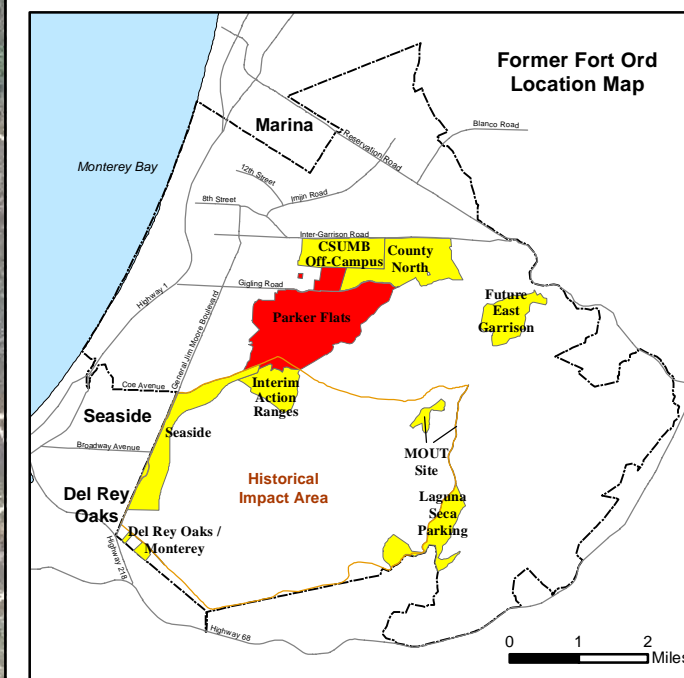 Former Fort Ord
Location Map
Marina
Blanco Road
Reservation Road
Monterey Bay
12th Street
Imjin Road
8th Street
Inter-Garrison Road
CSUMB
Off-Campus
County
North
Gigling Road
Highway 1
General Jim Moore Boulevard
Parker Flats
Future
East
Garrison
Coe Avenue
Interim
Action
Ranges
Seaside
Seaside
Broadway Avenue
MOUT
Site
Historical
Impact Area
Del Rey
Oaks
Laguna
Seca
Parking
Del Rey Oaks /
Monterey
Highway 218
Highway 68
0 1 2
Miles